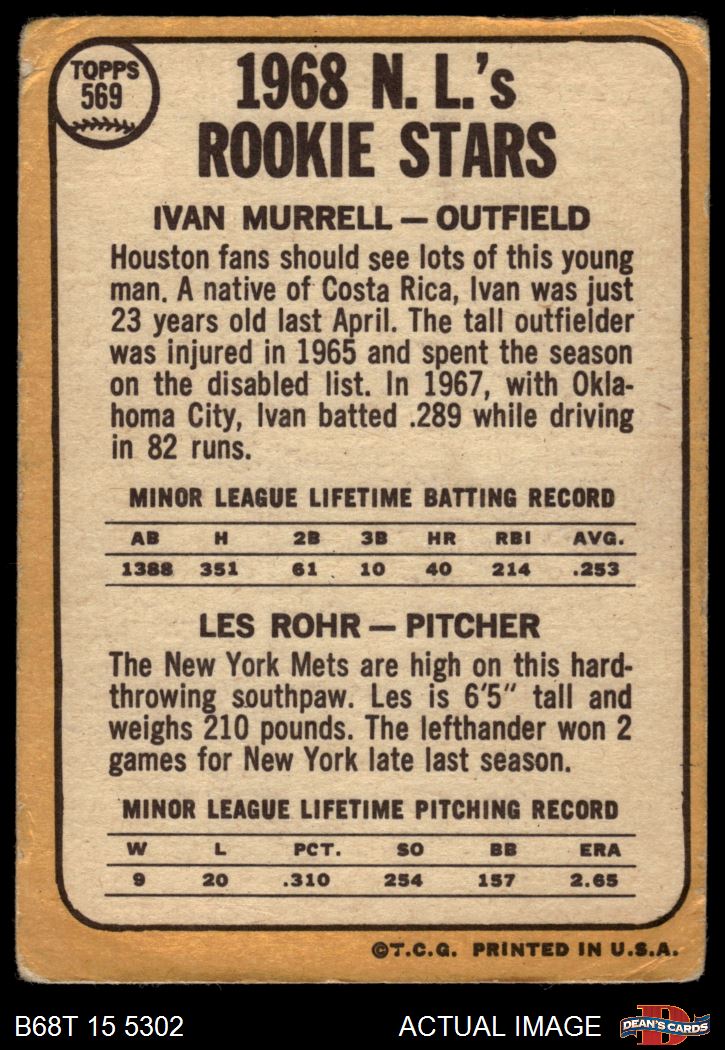 TOPPS
569
1968 N. L.'s
ROOKIE STARS
IVAN MURRELL — OUTFIELD
Houston fans should see lots of this young
man. A native of Costa Rica, Ivan was just
23 years old last April. The tall outfielder
was injured in 1965 and spent the season
on the disabled list. In 1967, with Okla-
homa City, Ivan batted .289 while driving
in 82 runs.
MINOR LEAGUE LIFETIME BATTING RECORD
AB H 2B 3B HR RBI AVG.
1388 351 61 10 40 214 .253
LES ROHR — PITCHER
The New York Mets are high on this hard-
throwing southpaw. Les is 6'5" tall and
weighs 210 pounds. The lefthander won 2
games for New York late last season.
MINOR LEAGUE LIFETIME PITCHING RECORD
W L PCT. SO BB ERA
9 20 .310 254 157 2.65
©T.C.G. PRINTED IN U.S.A.
B68T 15 5302 ACTUAL IMAGE D DEAN'S CARDS